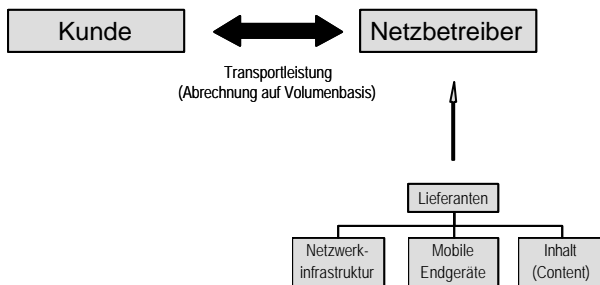 Kunde
Netzbetreiber
Transportleistung
(Abrechnung auf Volumenbasis)
Lieferanten
Netzwerk-
infrastruktur
Mobile
Endgeräte
Inhalt
(Content)